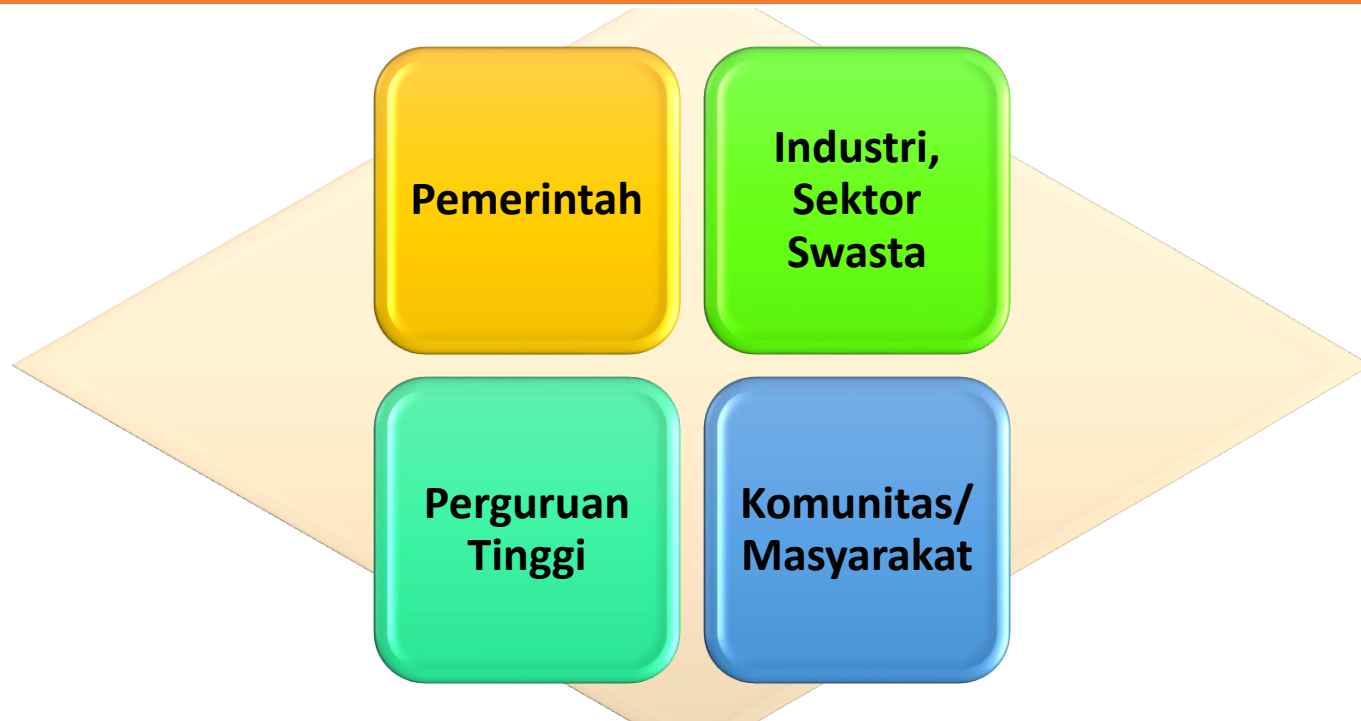 Pemerintah
Industri,
Sektor
Swasta
Perguruan
Tinggi
Komunitas/
Masyarakat